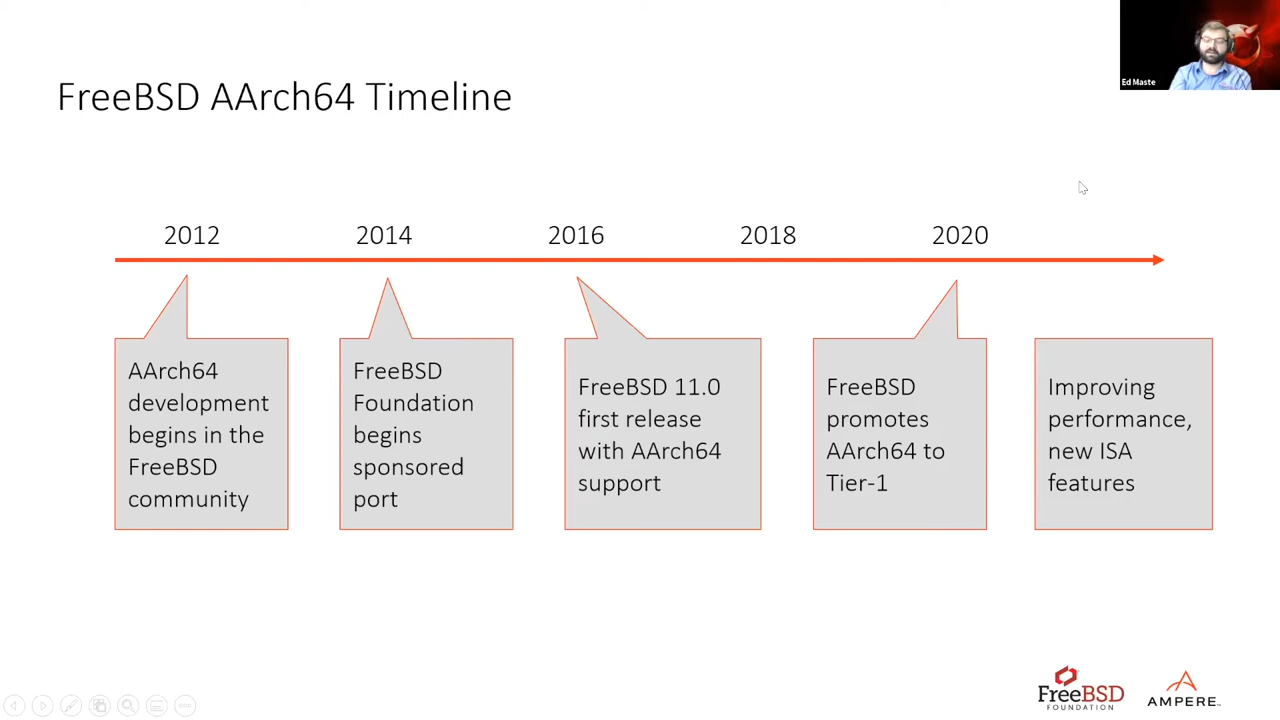 Ed Maste
FreeBSD AArch64 Timeline
2012 2014 2016 2018 2020
AArch64
development
begins in the
FreeBSD
community
FreeBSD
Foundation
begins
sponsored
port
FreeBSD 11.0
first release
with AArch64
support
FreeBSD
promotes
AArch64 to
Tier-1
Improving
performance,
new ISA
features
FreeBSD
FOUNDATION
AMPERE